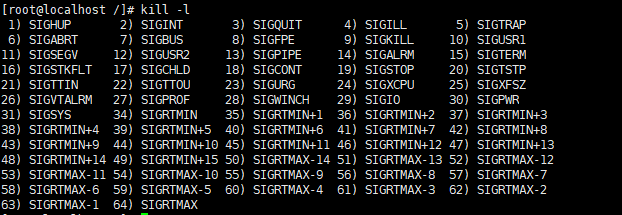 [root@localhost /]# kill -l
 1) SIGHUP       2) SIGINT       3) SIGQUIT      4) SIGILL       5) SIGTRAP
 6) SIGABRT      7) SIGBUS       8) SIGFPE       9) SIGKILL     10) SIGUSR1
11) SIGSEGV     12) SIGUSR2     13) SIGPIPE     14) SIGALRM     15) SIGTERM
16) SIGSTKFLT   17) SIGCHLD     18) SIGCONT     19) SIGSTOP     20) SIGTSTP
21) SIGTTIN     22) SIGTTOU     23) SIGURG      24) SIGXCPU     25) SIGXFSZ
26) SIGVTALRM   27) SIGPROF     28) SIGWINCH    29) SIGIO       30) SIGPWR
31) SIGSYS      34) SIGRTMIN    35) SIGRTMIN+1  36) SIGRTMIN+2  37) SIGRTMIN+3
38) SIGRTMIN+4  39) SIGRTMIN+5  40) SIGRTMIN+6  41) SIGRTMIN+7  42) SIGRTMIN+8
43) SIGRTMIN+9  44) SIGRTMIN+10 45) SIGRTMIN+11 46) SIGRTMIN+12 47) SIGRTMIN+13
48) SIGRTMIN+14 49) SIGRTMIN+15 50) SIGRTMAX-14 51) SIGRTMAX-13 52) SIGRTMAX-12
53) SIGRTMAX-11 54) SIGRTMAX-10 55) SIGRTMAX-9  56) SIGRTMAX-8  57) SIGRTMAX-7
58) SIGRTMAX-6  59) SIGRTMAX-5  60) SIGRTMAX-4  61) SIGRTMAX-3  62) SIGRTMAX-2
63) SIGRTMAX-1  64) SIGRTMAX